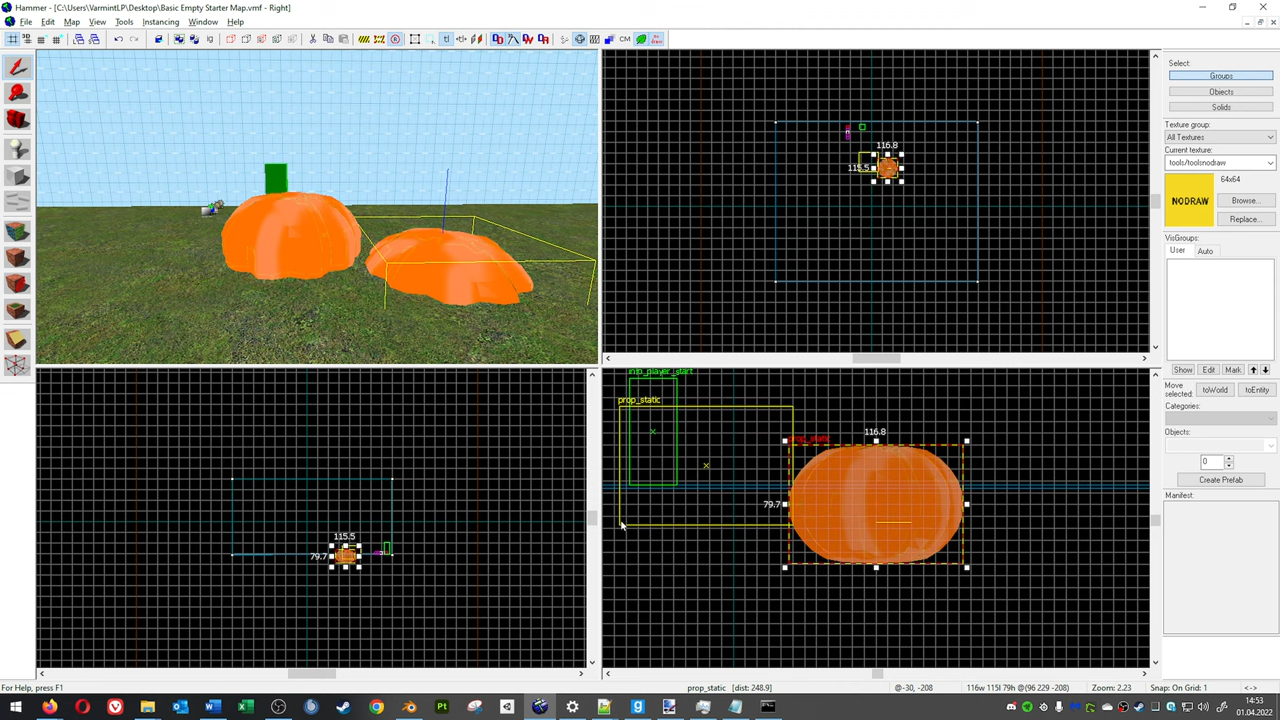 Hammer - [C:\Users\VarmintLP\Desktop\Basic Empty Starter Map.vmf - Right]
File Edit Map View Tools Instancing Window Help
Select:
Groups
Objects
Solids
Texture group:
All Textures
Current texture:
tools/toolsnodraw
64x64
NODRAW
Browse...
Replace...
VisGroups:
User Auto
Show Edit Mark
Move selected: toWorld toEntity
Categories:
Objects:
0
Create Prefab
Manifest:
116.8
115.5
115.5
79.7
info_player_start
prop_static
prop_static
116.8
79.7
For Help, press F1
prop_static [dist: 248.9]
@-30, -208
116w 115l 79h @(96 229 -208)
Zoom: 2.23
Snap: On Grid: 1
<->
14:53
01.04.2022